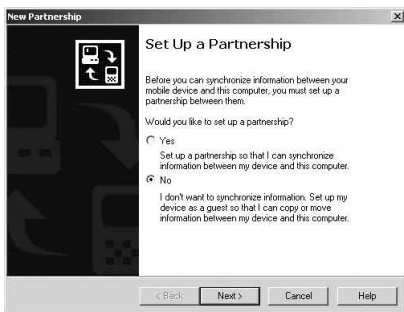 New Partnership
Set Up a Partnership
Before you can synchronize information between your
mobile device and this computer, you must set up a
partnership between them.
Would you like to set up a partnership?
Yes
Set up a partnership so that I can synchronize
information between my device and this computer.
No
I don't want to synchronize information. Set up my
device as a guest so that I can copy or move
information between my device and this computer.
< Back Next > Cancel Help